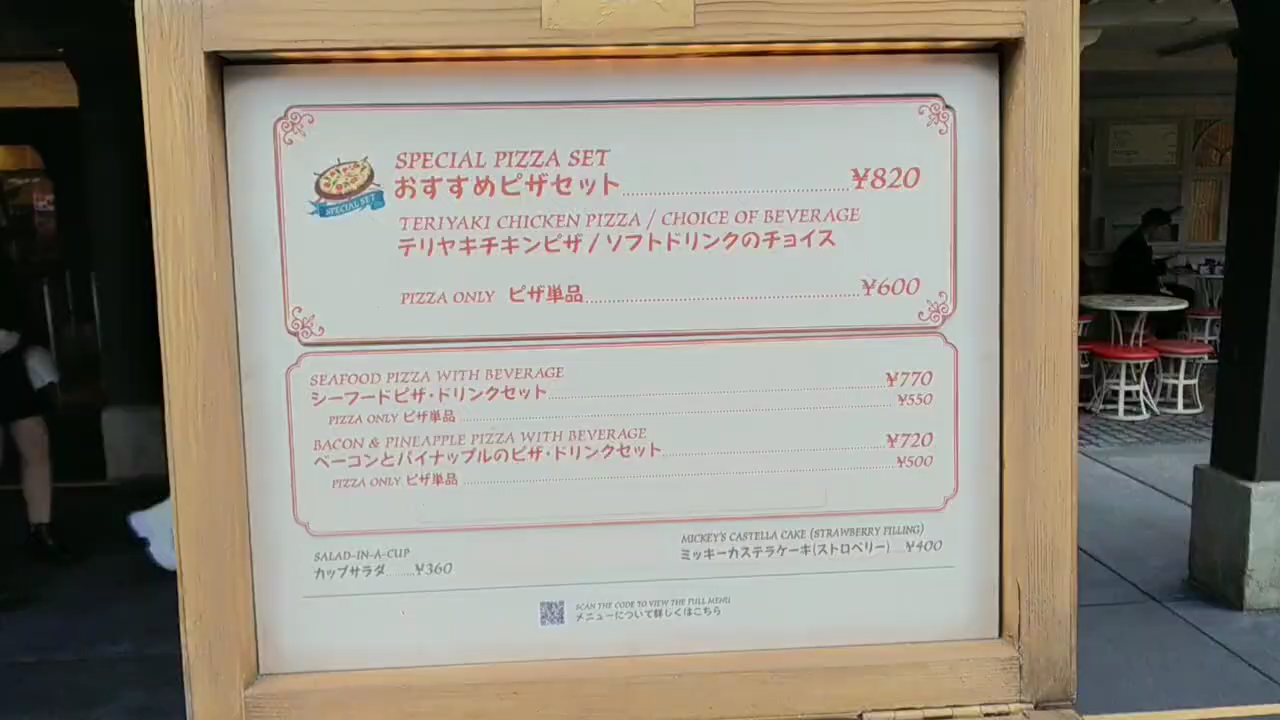 SPECIAL PIZZA SET
おすすめピザセット ¥820
SPECIAL SET
TERIYAKI CHICKEN PIZZA / CHOICE OF BEVERAGE
テリヤキチキンピザ / ソフトドリンクのチョイス
PIZZA ONLY ピザ単品 ¥600
SEAFOOD PIZZA WITH BEVERAGE
シーフードピザ・ドリンクセット ¥770
PIZZA ONLY ピザ単品 ¥550
BACON & PINEAPPLE PIZZA WITH BEVERAGE
ベーコンとパイナップルのピザ・ドリンクセット ¥720
PIZZA ONLY ピザ単品 ¥500
SALAD-IN-A-CUP
カップサラダ ¥360
MICKEY'S CASTELLA CAKE (STRAWBERRY FILLING)
ミッキーカステラケーキ(ストロベリー) ¥400
SCAN THE CODE TO VIEW THE FULL MENU
メニューについて詳しくはこちら